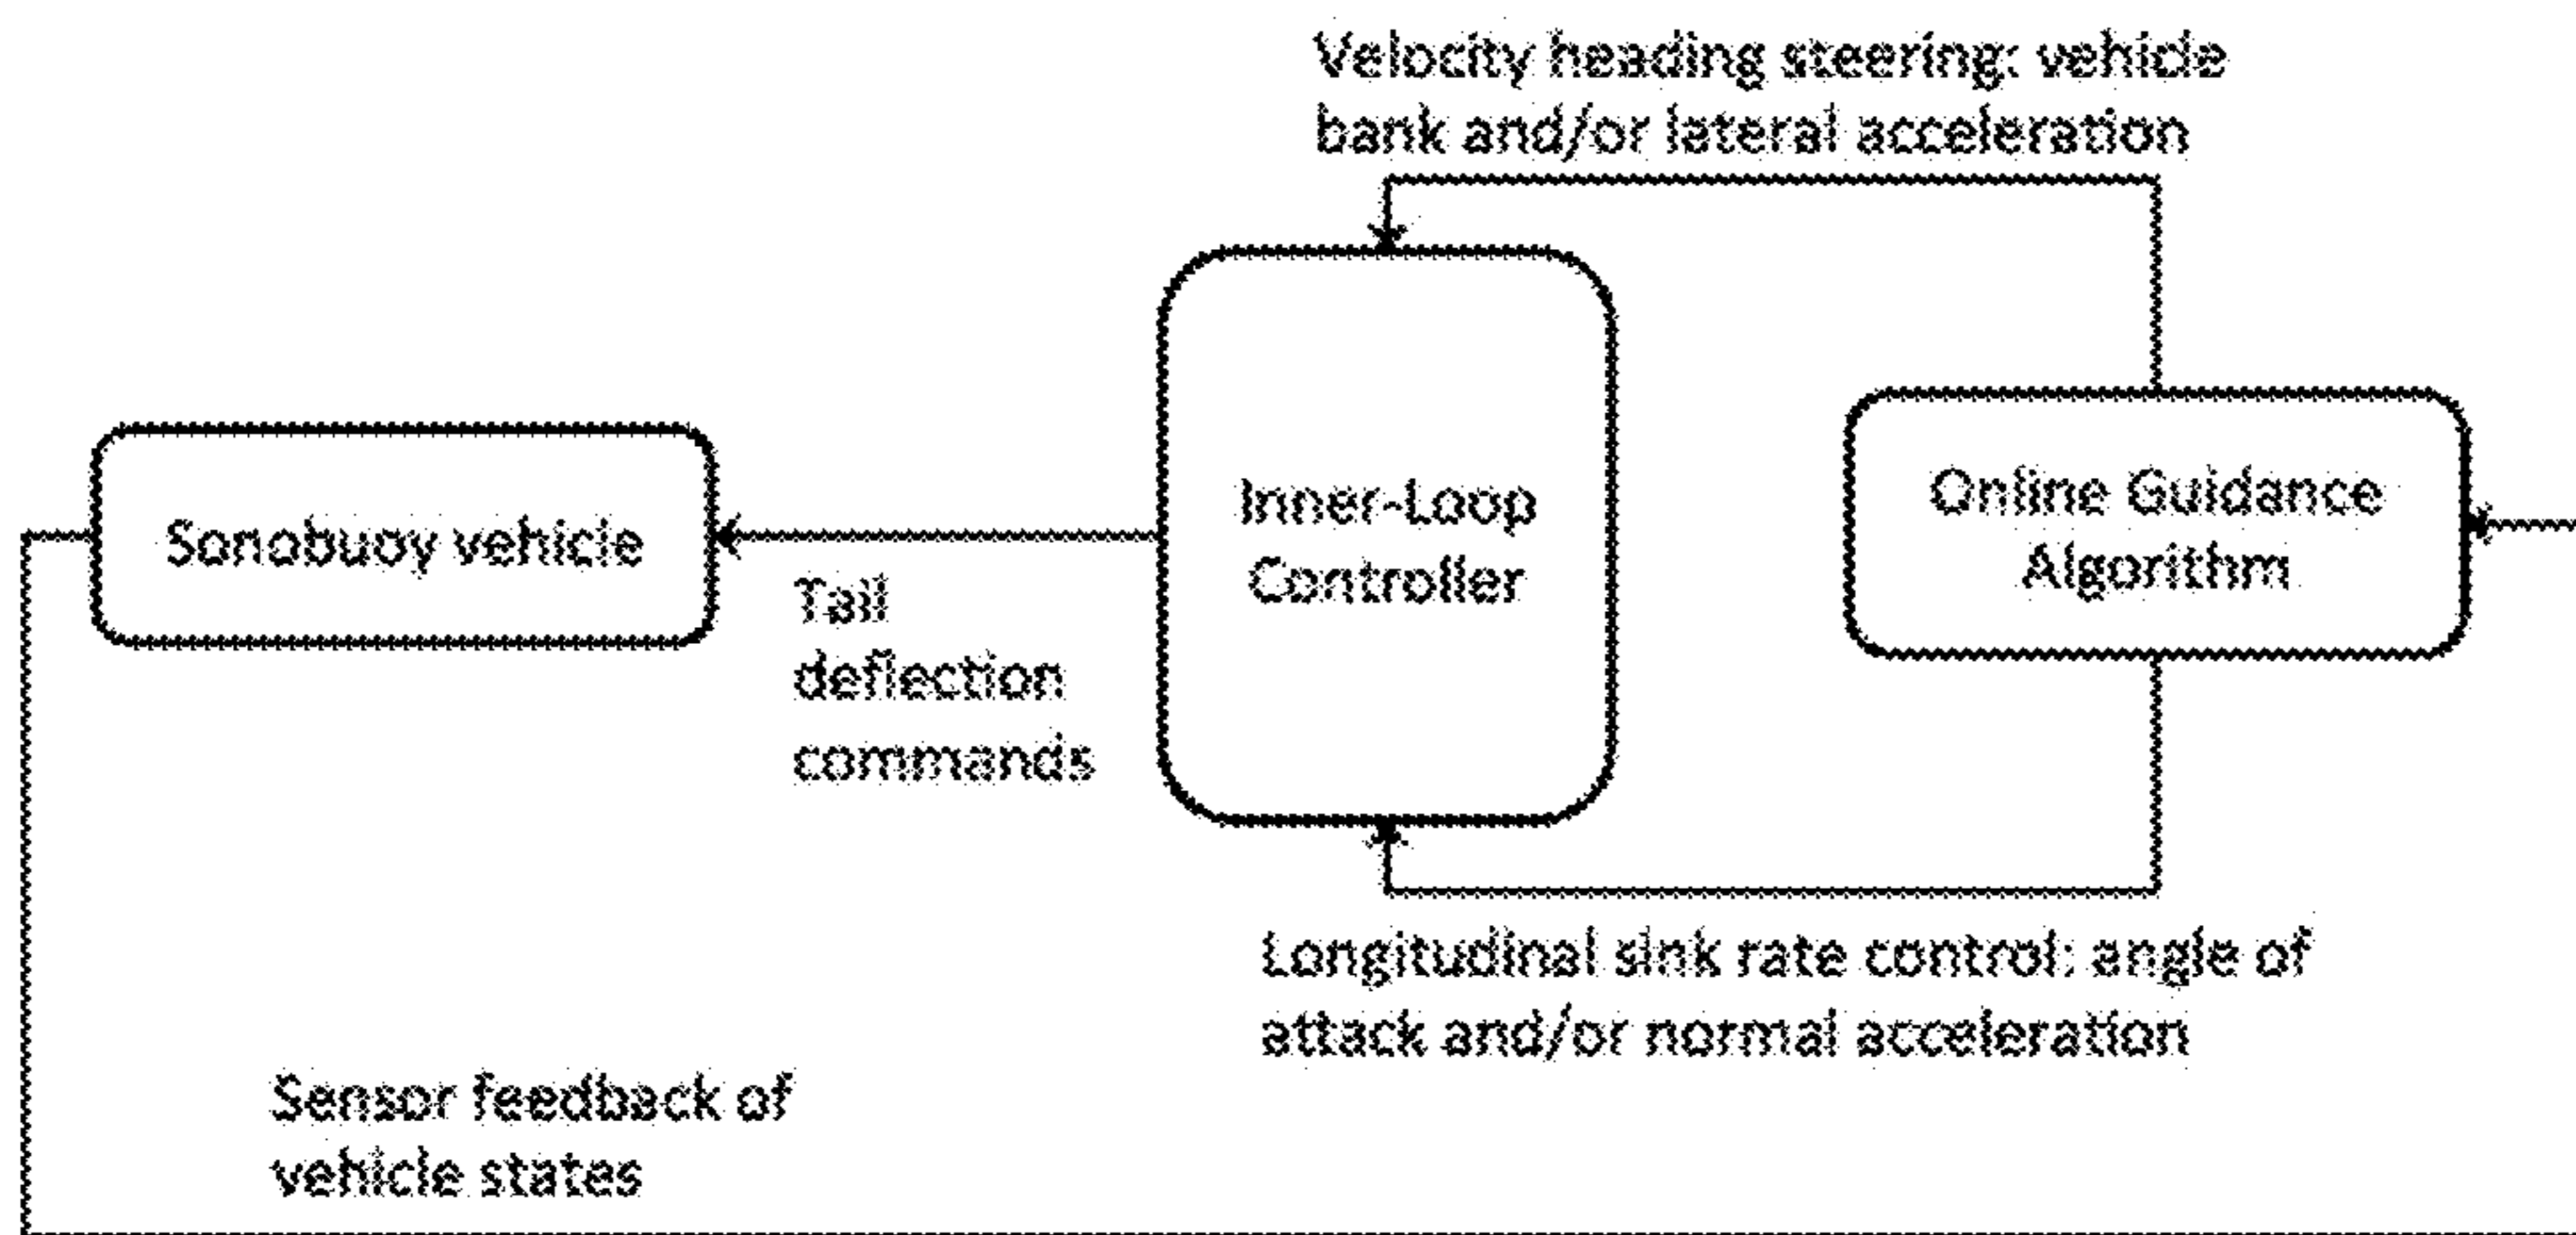 Velocity heading steering: vehicle
bank and/or lateral acceleration
Sonobuoy vehicle
Tail
deflection
commands
Inner-Loop
Controller
Online Guidance
Algorithm
Longitudinal sink rate control: angle of
attack and/or normal acceleration
Sensor feedback of
vehicle states